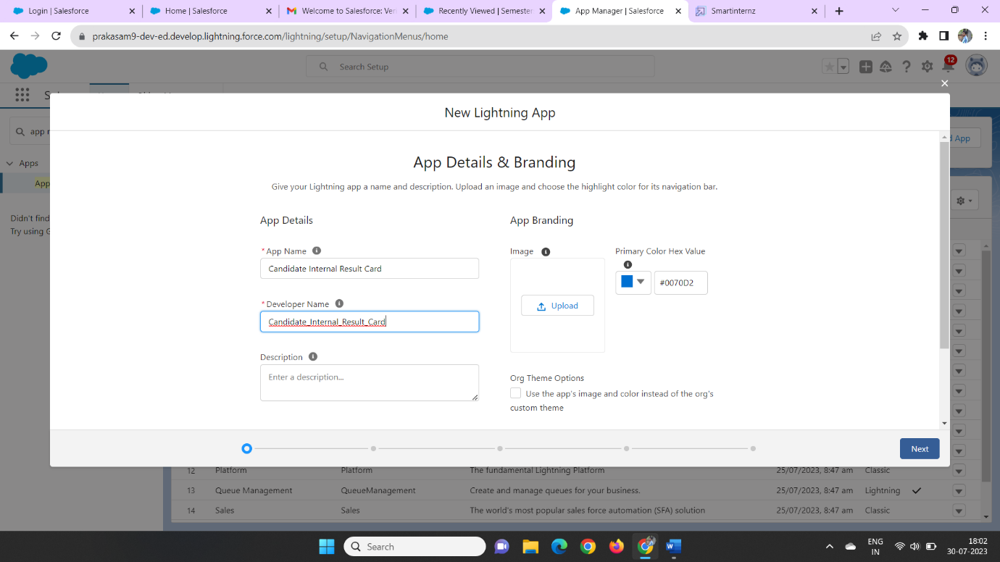 Login | Salesforce
Home | Salesforce
Welcome to Salesforce: Ver
Recently Viewed | Semester
App Manager | Salesforce
Smartinternz
prakasam9-dev-ed.develop.lightning.force.com/lightning/setup/NavigationMenus/home
Search Setup
12
New Lightning App
app
App
Apps
App
Didn't find
Try using
App Details & Branding
Give your Lightning app a name and description. Upload an image and choose the highlight color for its navigation bar.
App Details
App Branding
* App Name
Image
Primary Color Hex Value
Candidate Internal Result Card
#0070D2
* Developer Name
Upload
Candidate_Internal_Result_Card
Description
Enter a description...
Org Theme Options
Use the app's image and color instead of the org's
custom theme
Next
12 Platform Platform The fundamental Lightning Platform 25/07/2023, 8:47 am Classic
13 Queue Management QueueManagement Create and manage queues for your business. 25/07/2023, 8:47 am Lightning
14 Sales Sales The world's most popular sales force automation (SFA) solution 25/07/2023, 8:47 am Classic
Search
ENG
IN
18:02
30-07-2023